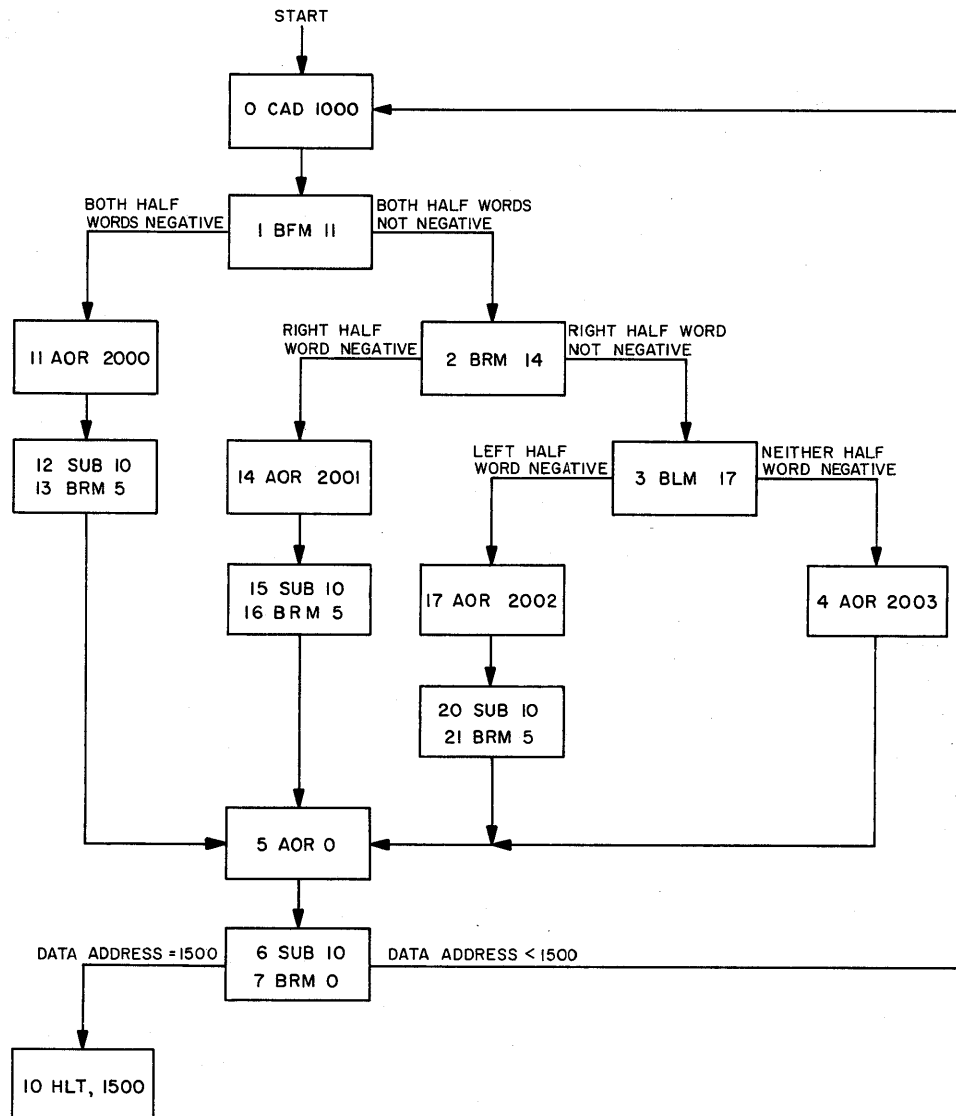 START
0 CAD 1000
BOTH HALF
WORDS NEGATIVE
BOTH HALF WORDS
NOT NEGATIVE
1 BFM 11
RIGHT HALF
WORD NEGATIVE
RIGHT HALF WORD
NOT NEGATIVE
11 AOR 2000
2 BRM 14
12 SUB 10
13 BRM 5
14 AOR 2001
LEFT HALF
WORD NEGATIVE
NEITHER HALF
WORD NEGATIVE
3 BLM 17
15 SUB 10
16 BRM 5
17 AOR 2002
4 AOR 2003
20 SUB 10
21 BRM 5
5 AOR 0
DATA ADDRESS = 1500
6 SUB 10
7 BRM 0
DATA ADDRESS < 1500
10 HLT, 1500